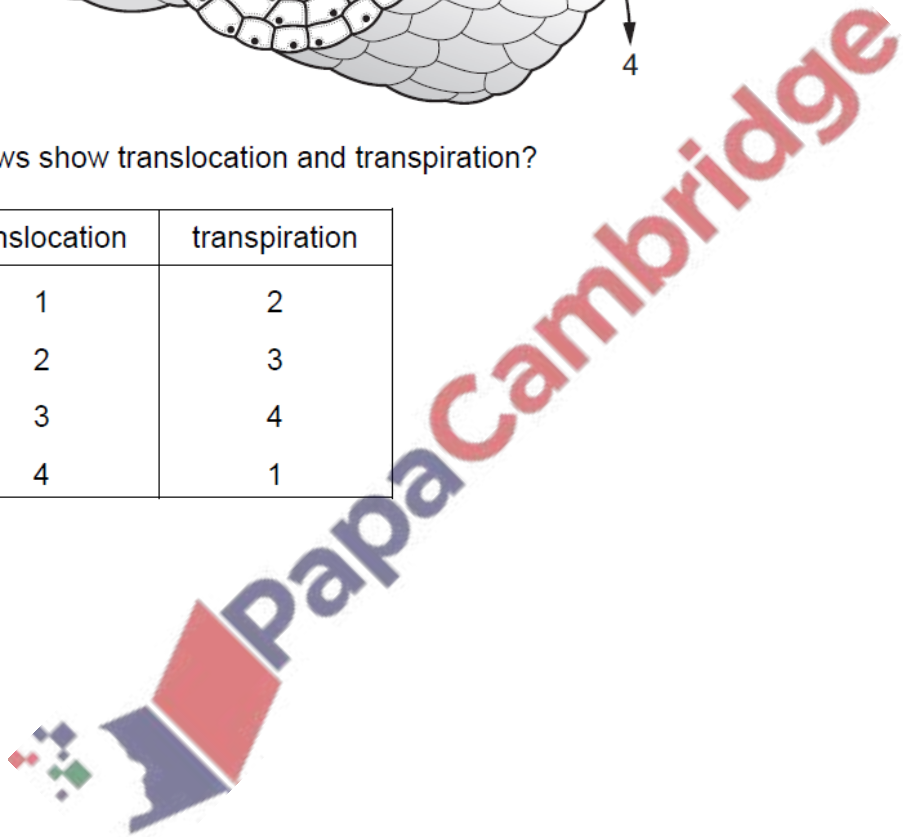 4
ws show translocation and transpiration?
nslocation transpiration
1 2
2 3
3 4
4 1
PapaCambridge